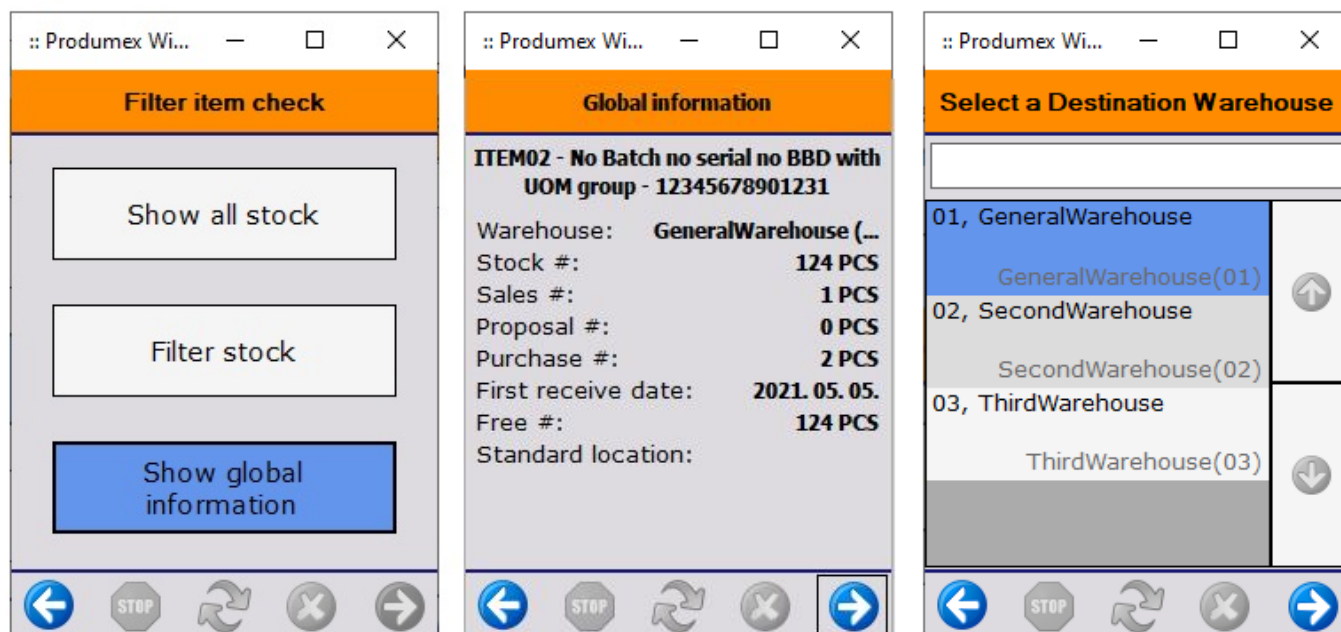 :: Produmex Wi...
Filter item check
Show all stock
Filter stock
Show global
information
STOP
:: Produmex Wi...
Global information
ITEM02 - No Batch no serial no BBD with
UOM group - 12345678901231
Warehouse: GeneralWarehouse (...
Stock #: 124 PCS
Sales #: 1 PCS
Proposal #: 0 PCS
Purchase #: 2 PCS
First receive date: 2021. 05. 05.
Free #: 124 PCS
Standard location:
STOP
:: Produmex Wi...
Select a Destination Warehouse
01, GeneralWarehouse
GeneralWarehouse(01)
02, SecondWarehouse
SecondWarehouse(02)
03, ThirdWarehouse
ThirdWarehouse(03)
STOP